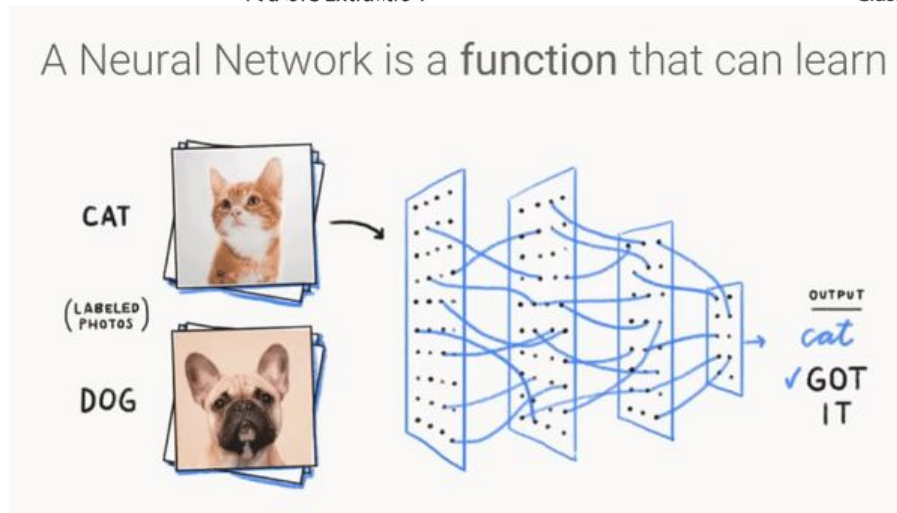 A Neural Network is a function that can learn
CAT
(LABELED PHOTOS)
DOG
OUTPUT
cat
✓ GOT
IT